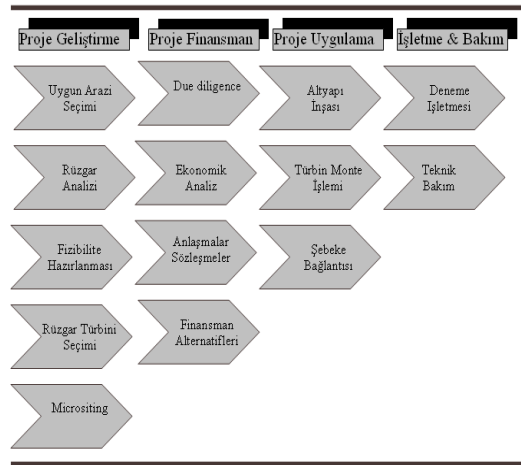 Proje Geliştirme
Proje Finansman
Proje Uygulama
İşletme & Bakım
Uygun Arazi
Seçimi
Due diligence
Altyapı
İnşası
Deneme
İşletmesi
Rüzgar
Analizi
Ekonomik
Analiz
Türbin Monte
İşlemi
Teknik
Bakım
Fizibilite
Hazırlanması
Anlaşmalar
Sözleşmeler
Şebeke
Bağlantısı
Rüzgar Türbini
Seçimi
Finansman
Alternatifleri
Micrositing